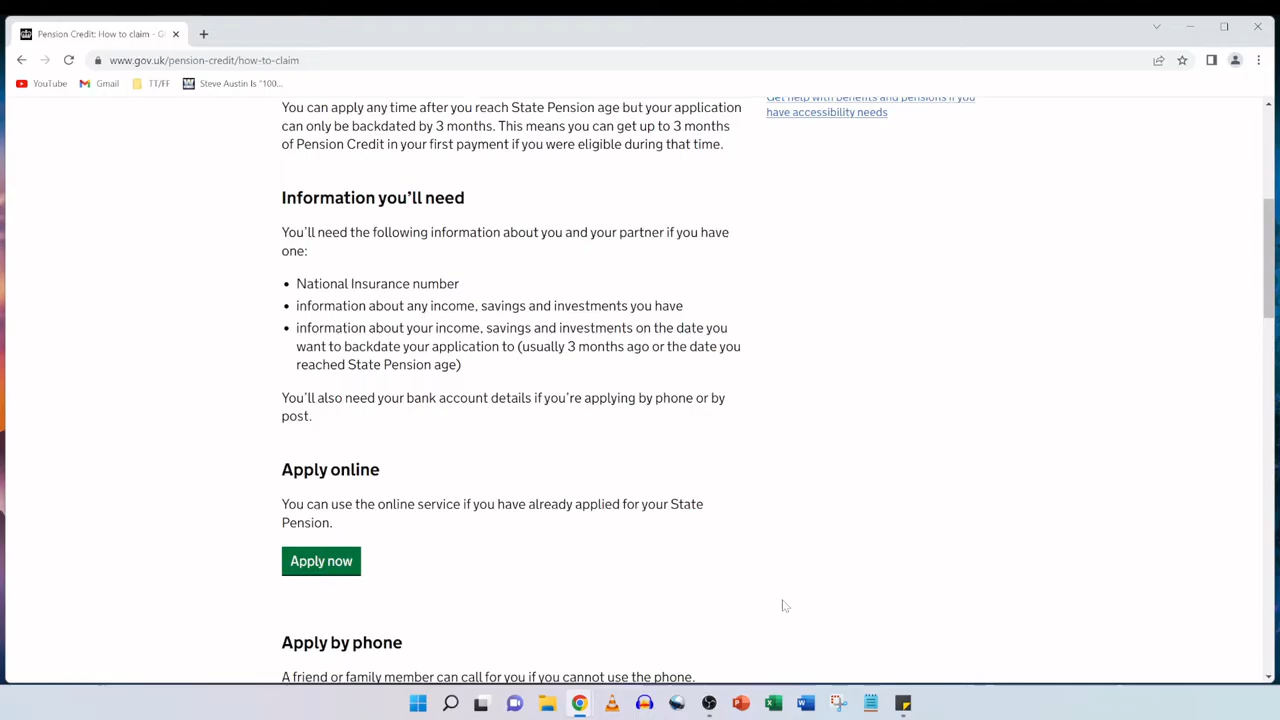 Pension Credit: How to claim - G
www.gov.uk/pension-credit/how-to-claim
YouTube
Gmail
TT/FF
Steve Austin Is "100...
You can apply any time after you reach State Pension age but your application
can only be backdated by 3 months. This means you can get up to 3 months
of Pension Credit in your first payment if you were eligible during that time.
Get help with benefits and pensions if you
have accessibility needs
Information you’ll need
You’ll need the following information about you and your partner if you have
one:
• National Insurance number
• information about any income, savings and investments you have
• information about your income, savings and investments on the date you
want to backdate your application to (usually 3 months ago or the date you
reached State Pension age)
You’ll also need your bank account details if you’re applying by phone or by
post.
Apply online
You can use the online service if you have already applied for your State
Pension.
Apply now
Apply by phone
A friend or family member can call for you if you cannot use the phone.